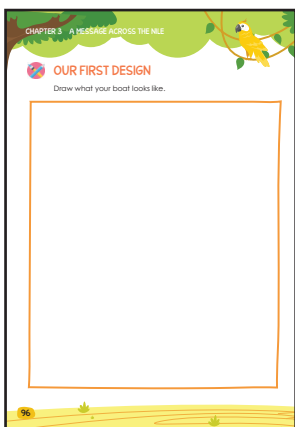 CHAPTER 3 A MESSAGE ACROSS THE NILE
OUR FIRST DESIGN
Draw what your boat looks like.
96